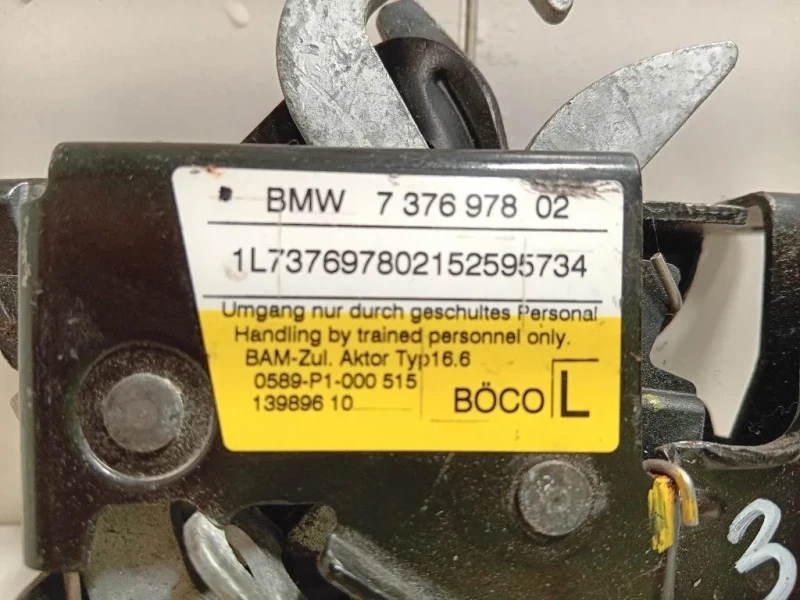 BMW 7 376 978 02
1L737697802152595734
Umgang nur durch geschultes Personal
Handling by trained personnel only.
BAM-Zul. Aktor Typ16.6
0589-P1-000 515
139896 10
BÖCO L
3